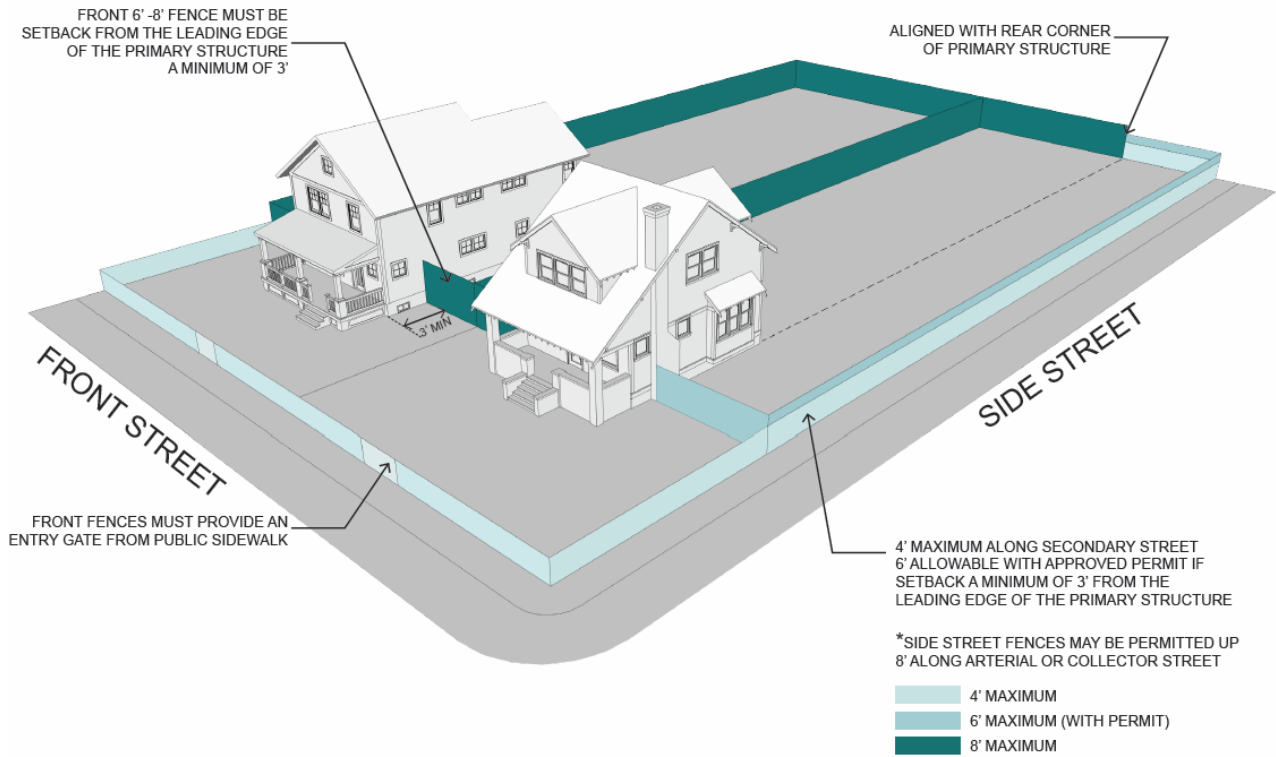 FRONT 6' -8' FENCE MUST BE
SETBACK FROM THE LEADING EDGE
OF THE PRIMARY STRUCTURE
A MINIMUM OF 3'
ALIGNED WITH REAR CORNER
OF PRIMARY STRUCTURE
3' MIN
FRONT STREET
SIDE STREET
FRONT FENCES MUST PROVIDE AN
ENTRY GATE FROM PUBLIC SIDEWALK
4' MAXIMUM ALONG SECONDARY STREET
6' ALLOWABLE WITH APPROVED PERMIT IF
SETBACK A MINIMUM OF 3' FROM THE
LEADING EDGE OF THE PRIMARY STRUCTURE
*SIDE STREET FENCES MAY BE PERMITTED UP
8' ALONG ARTERIAL OR COLLECTOR STREET
4' MAXIMUM
6' MAXIMUM (WITH PERMIT)
8' MAXIMUM